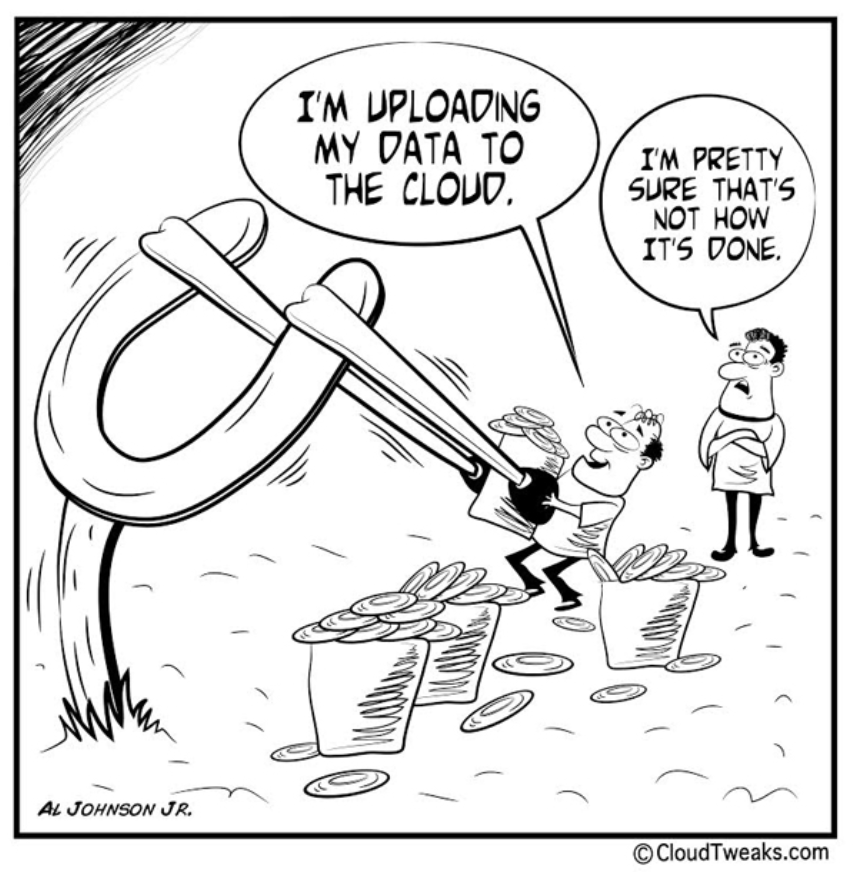 I'M UPLOADING
MY DATA TO
THE CLOUD.
I'M PRETTY
SURE THAT'S
NOT HOW
IT'S DONE.
AL JOHNSON JR.
© CloudTweaks.com